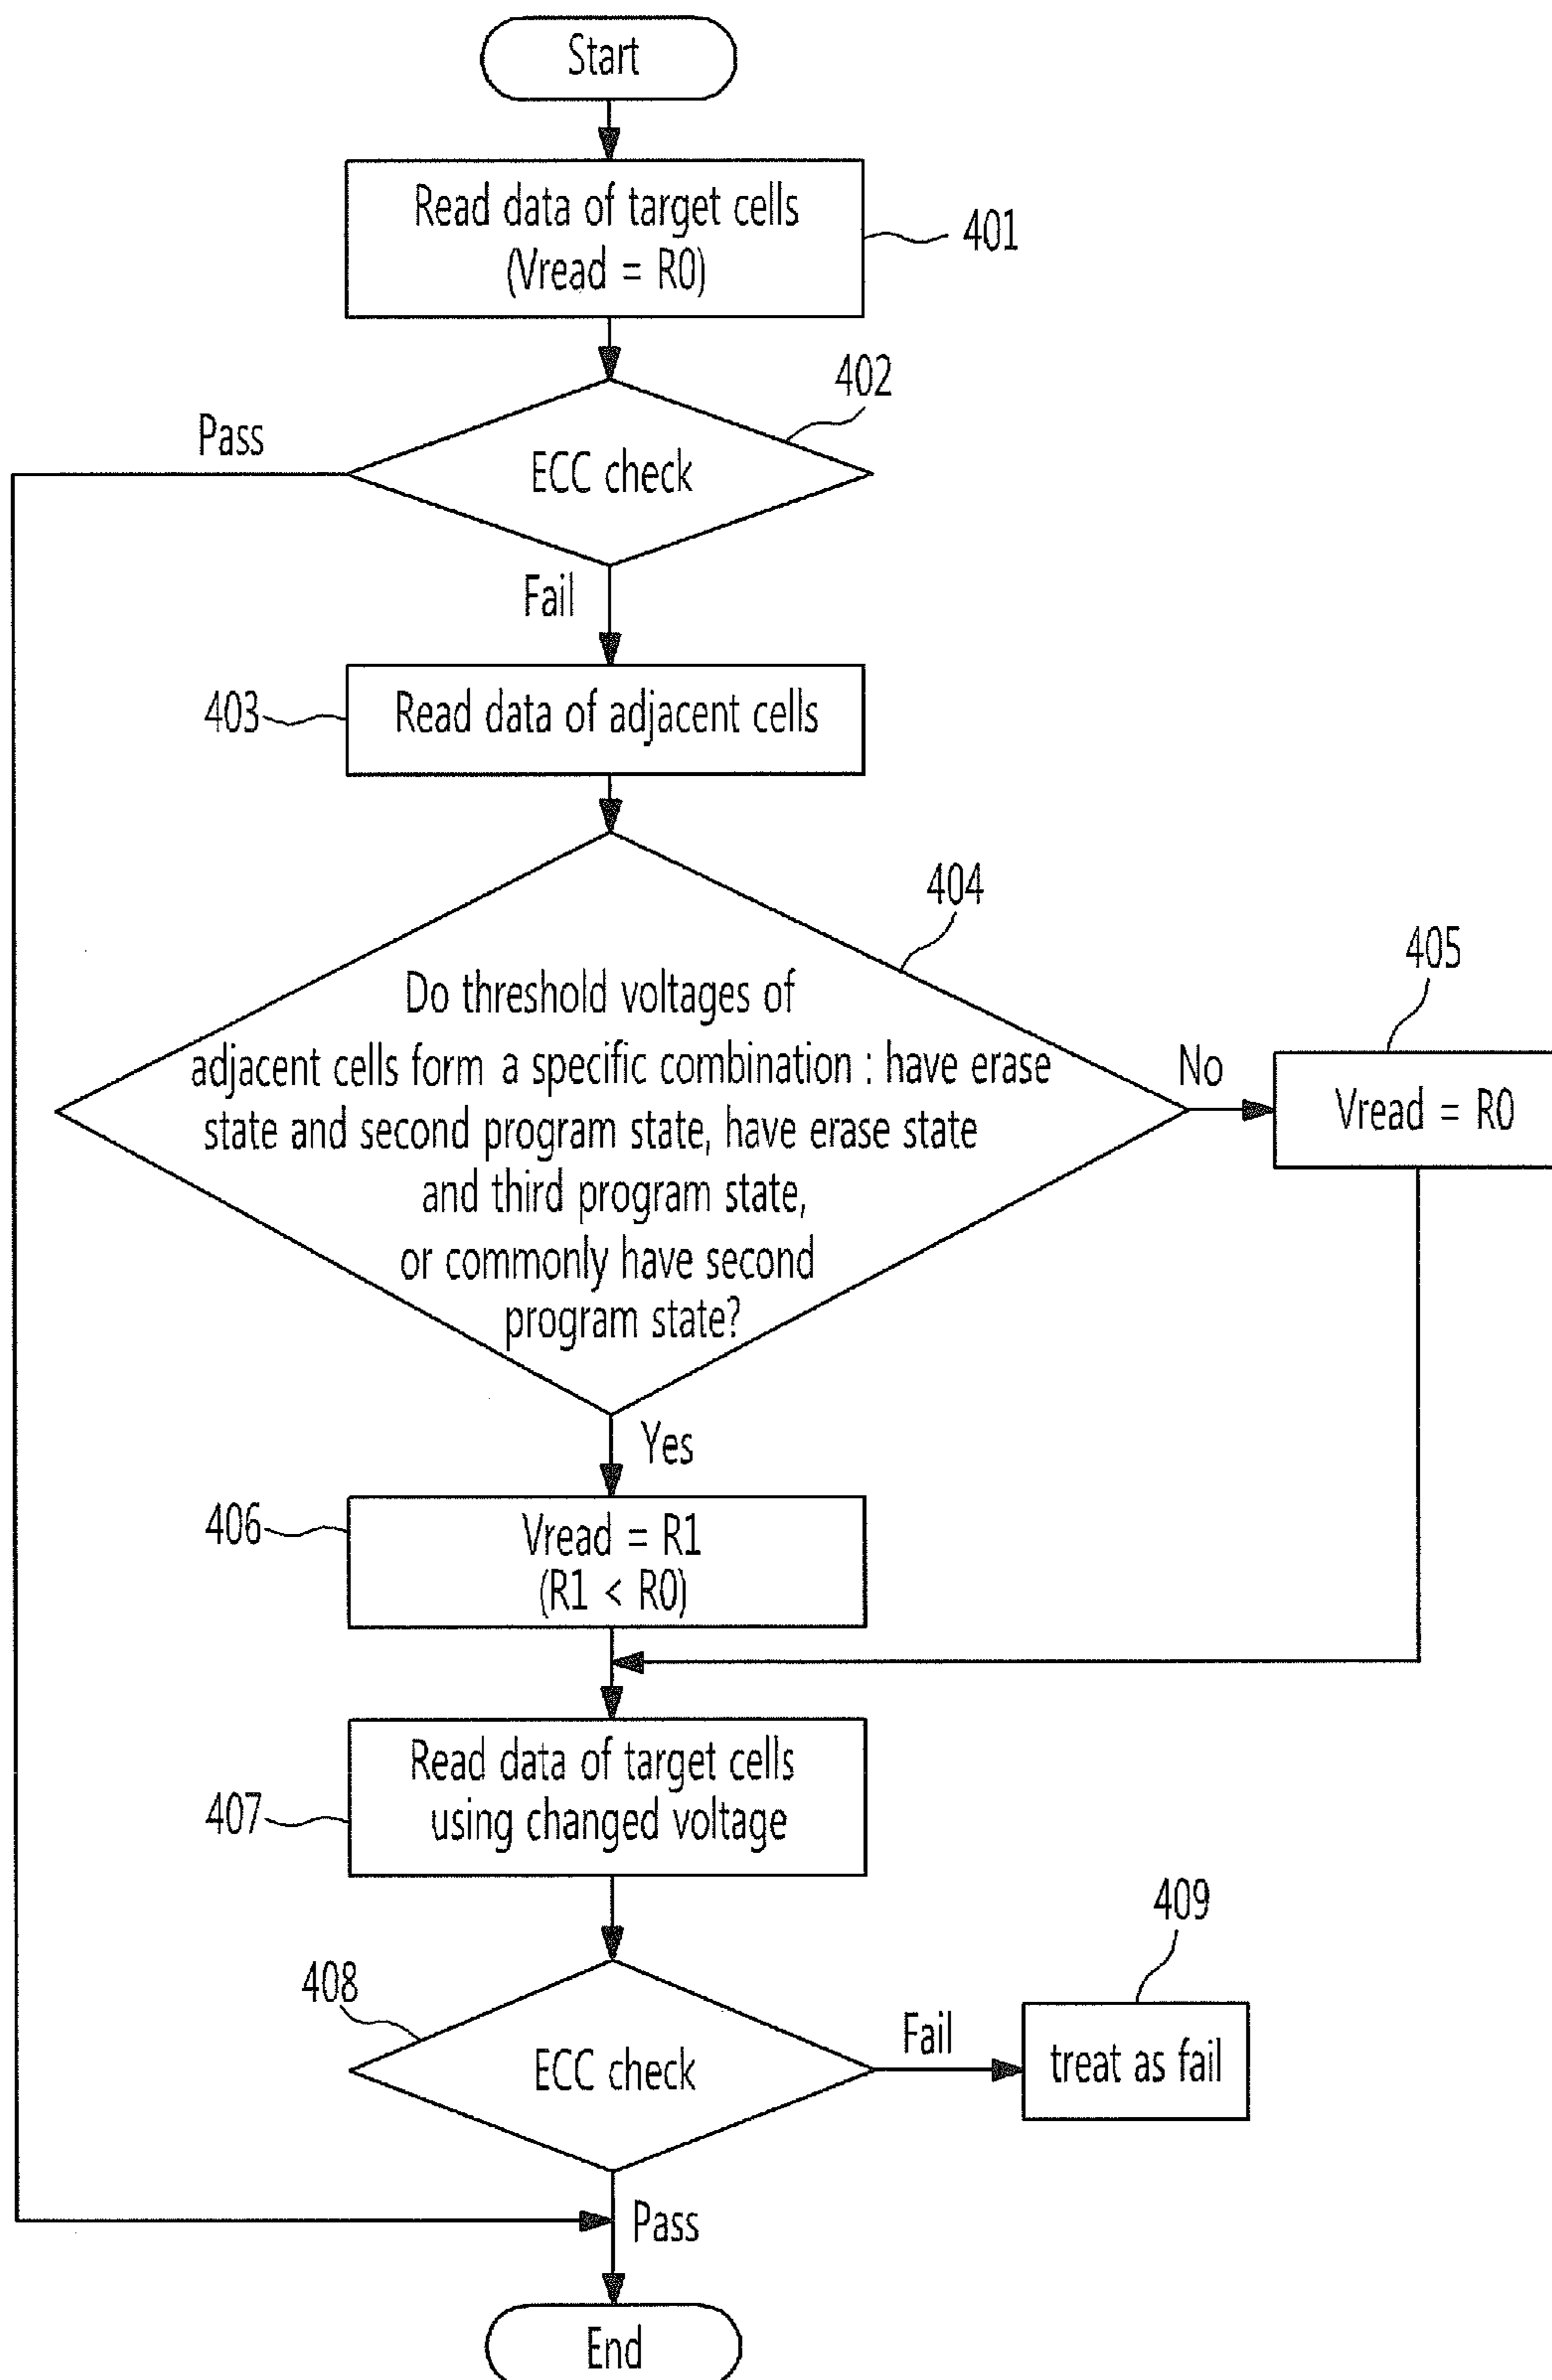 Start
Read data of target cells
(Vread = R0)
401
402
Pass
ECC check
Fail
403
Read data of adjacent cells
404
405
Do threshold voltages of
adjacent cells form a specific combination : have erase
state and second program state, have erase state
and third program state,
or commonly have second
program state?
No
Vread = R0
Yes
406
Vread = R1
(R1 < R0)
Read data of target cells
using changed voltage
407
409
408
ECC check
Fail
treat as fail
Pass
End